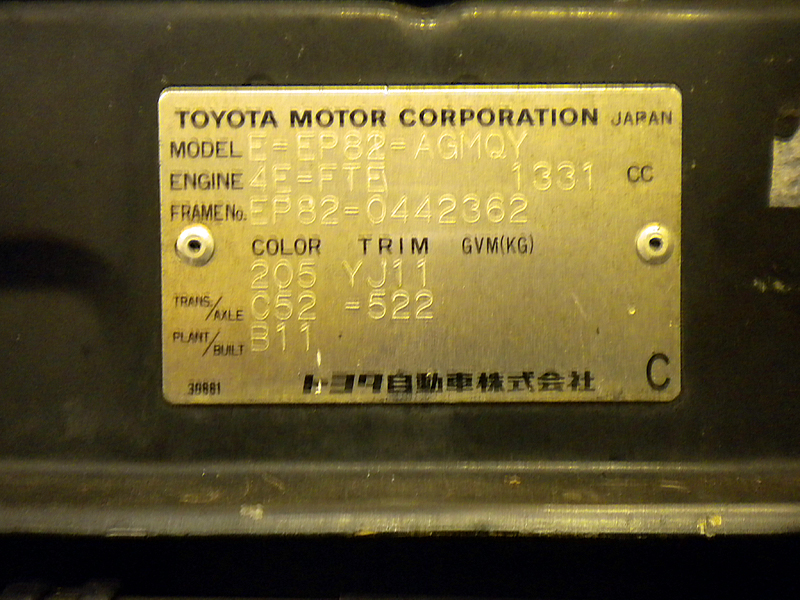 TOYOTA MOTOR CORPORATION JAPAN
MODEL E-EP82-AGMQY
ENGINE 4E-FTE 1331 CC
FRAME No. EP82-0442362
COLOR TRIM GVM(KG)
205 YJ11
TRANS./AXLE C52 -522
PLANT/BUILT B11
30881 トヨタ自動車株式会社 C